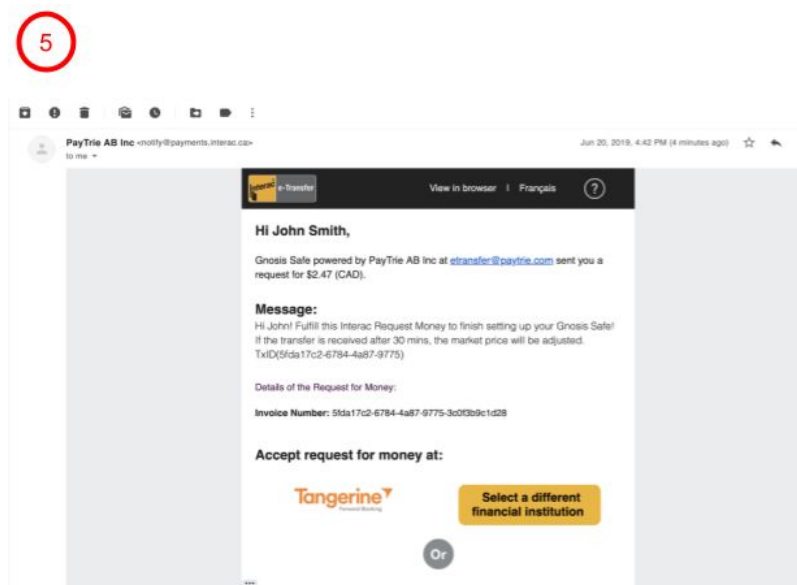 5
PayTrie AB Inc <notify@payments.interac.ca>
Jun 20, 2019, 4:42 PM (4 minutes ago)
to me
Interac e-Transfer
View in browser | Français ?
Hi John Smith,
Gnosis Safe powered by PayTrie AB Inc at etransfer@paytrie.com sent you a
request for $2.47 (CAD).
Message:
Hi John! Fulfill this Interac Request Money to finish setting up your Gnosis Safe!
If the transfer is received after 30 mins, the market price will be adjusted.
TxID(5fda17c2-6784-4a87-9775)
Details of the Request for Money:
Invoice Number: 5fda17c2-6784-4a87-9775-3c0f3b9c1d28
Accept request for money at:
Tangerine
Forward Banking
Select a different
financial institution
Or